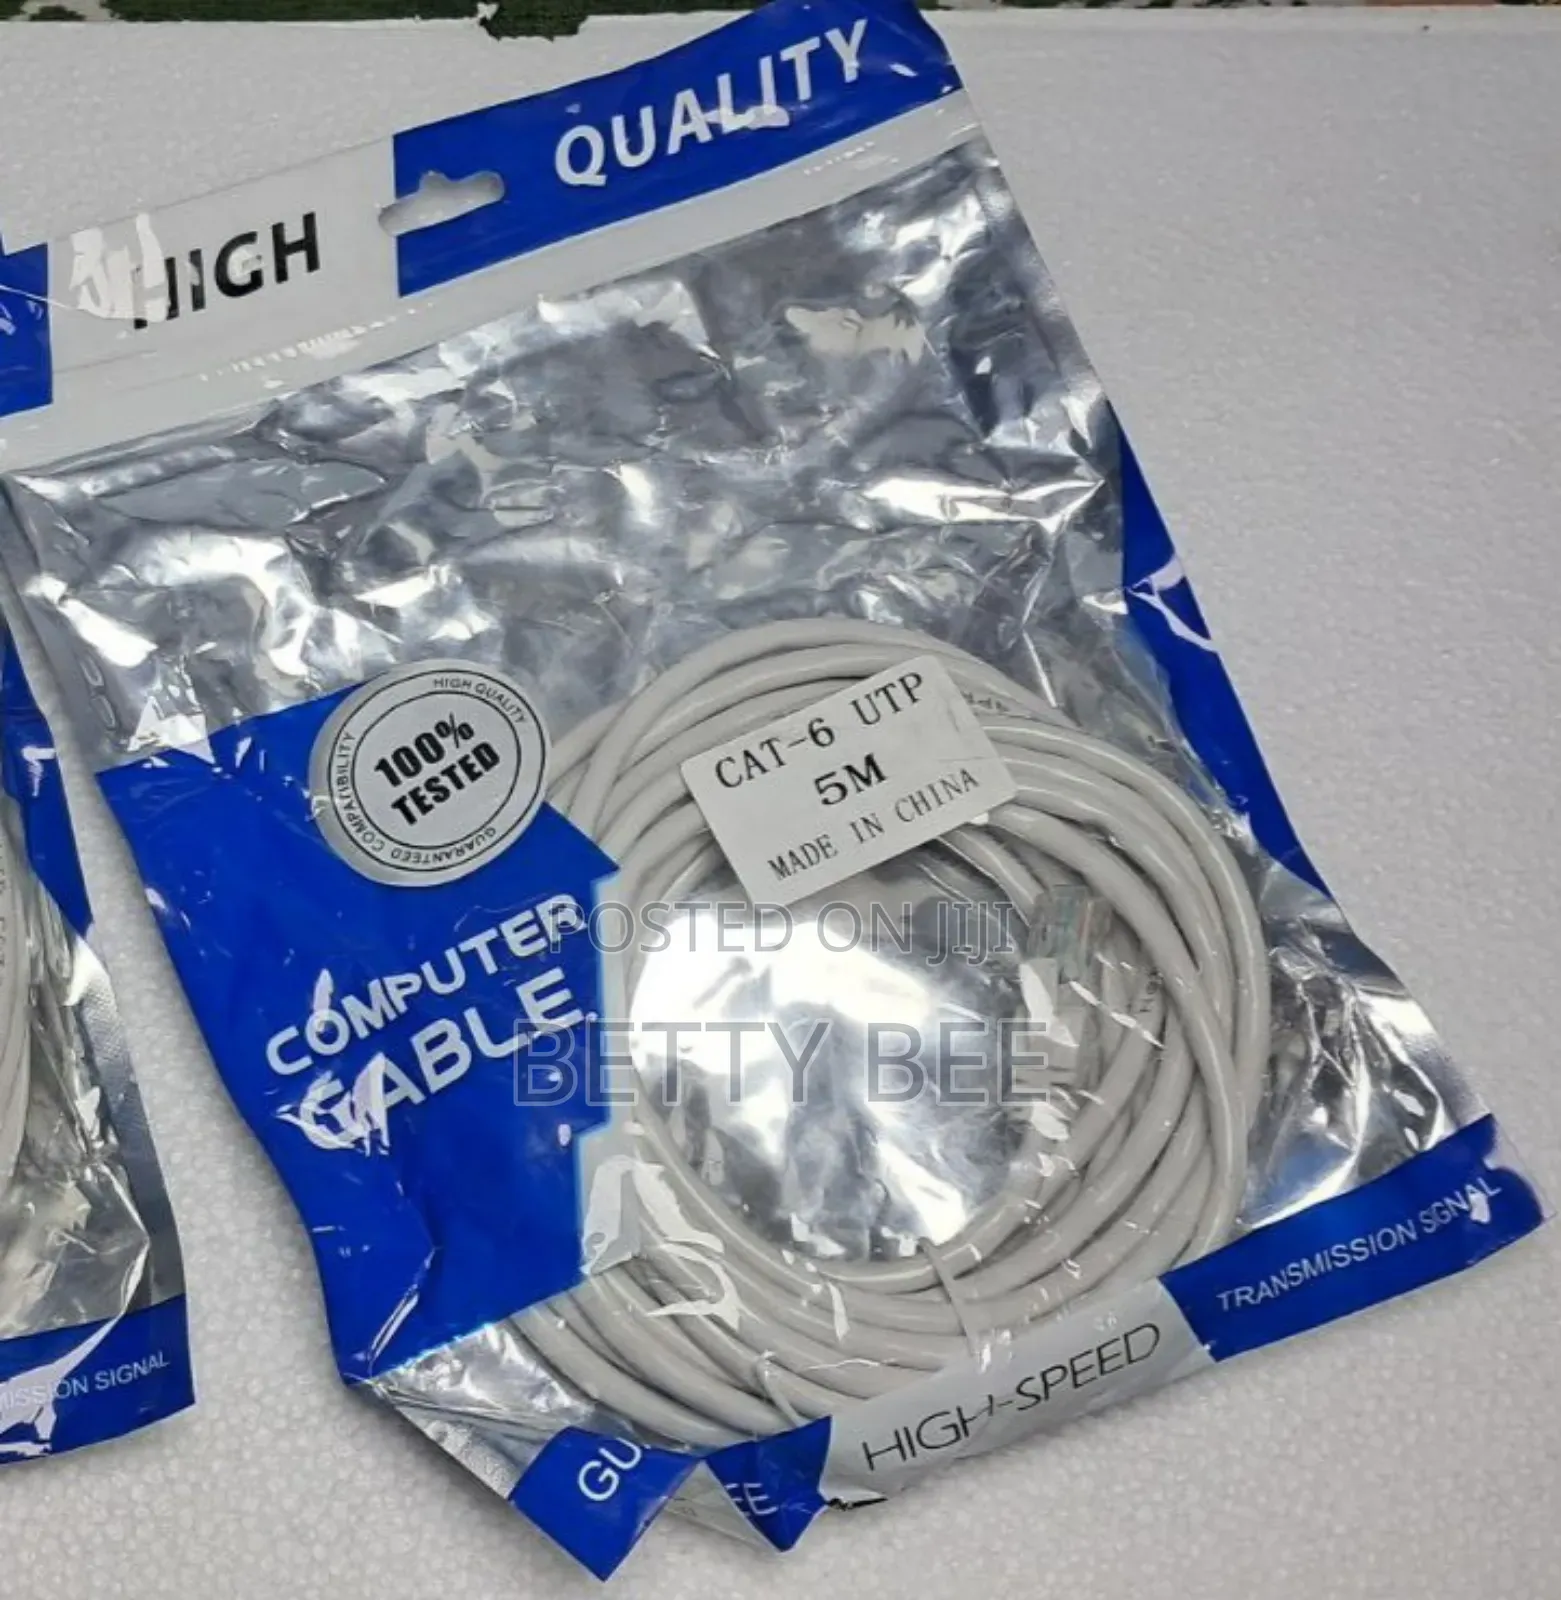 HIGH QUALITY
HIGH QUALITY
100%
TESTED
GUARANTEED COMPATIBILITY
CAT-6 UTP
5M
MADE IN CHINA
POSTED ON JIJI
BETTY BEE
COMPUTER
CABLE
HIGH-SPEED
TRANSMISSION SGNAL
SIGNAL